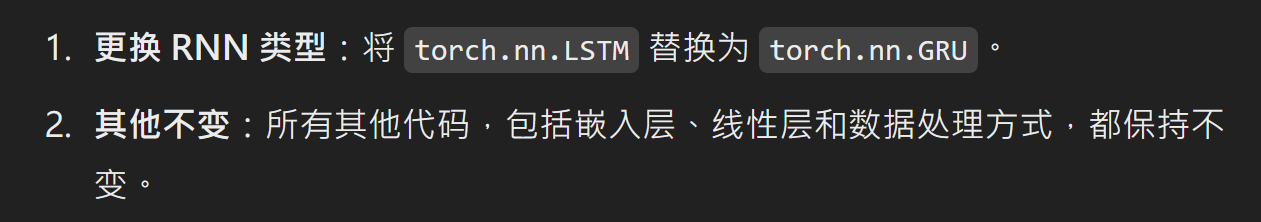 1. 更换 RNN 类型：将 torch.nn.LSTM 替换为 torch.nn.GRU。
2. 其他不变：所有其他代码，包括嵌入层、线性层和数据处理方式，都保持不
变。